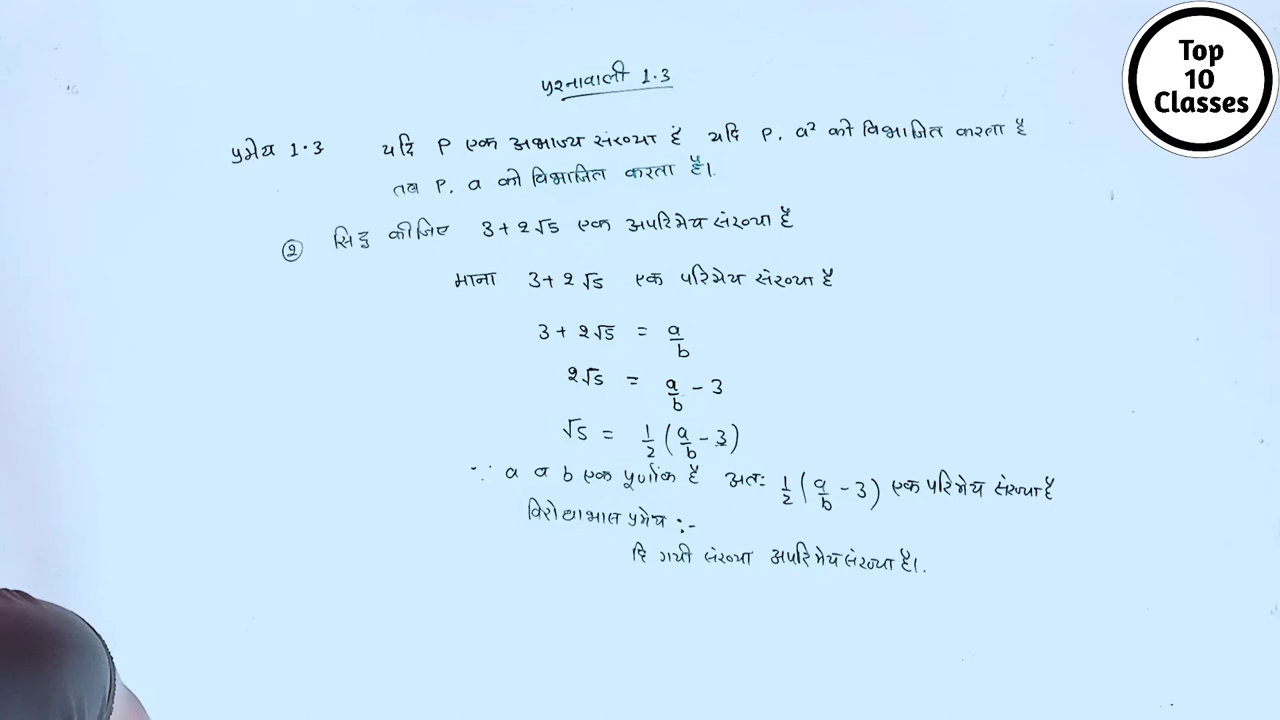 Top
10
Classes
प्रश्नावली 1.3
प्रमेय 1.3 यदि P एक अभाज्य संख्या है यदि P, a² को विभाजित करता है
तब P, a को विभाजित करता है।
② सिद्ध कीजिए 3+2√5 एक अपरिमेय संख्या है
माना 3+2√5 एक परिमेय संख्या है
3+2√5 = a/b
2√5 = a/b - 3
√5 = 1/2 (a/b - 3)
∵ a व b एक पूर्णांक है अतः 1/2 (a/b - 3) एक परिमेय संख्या है
विरोधाभास प्रमेय :-
दि गयी संख्या अपरिमेय संख्या है।.